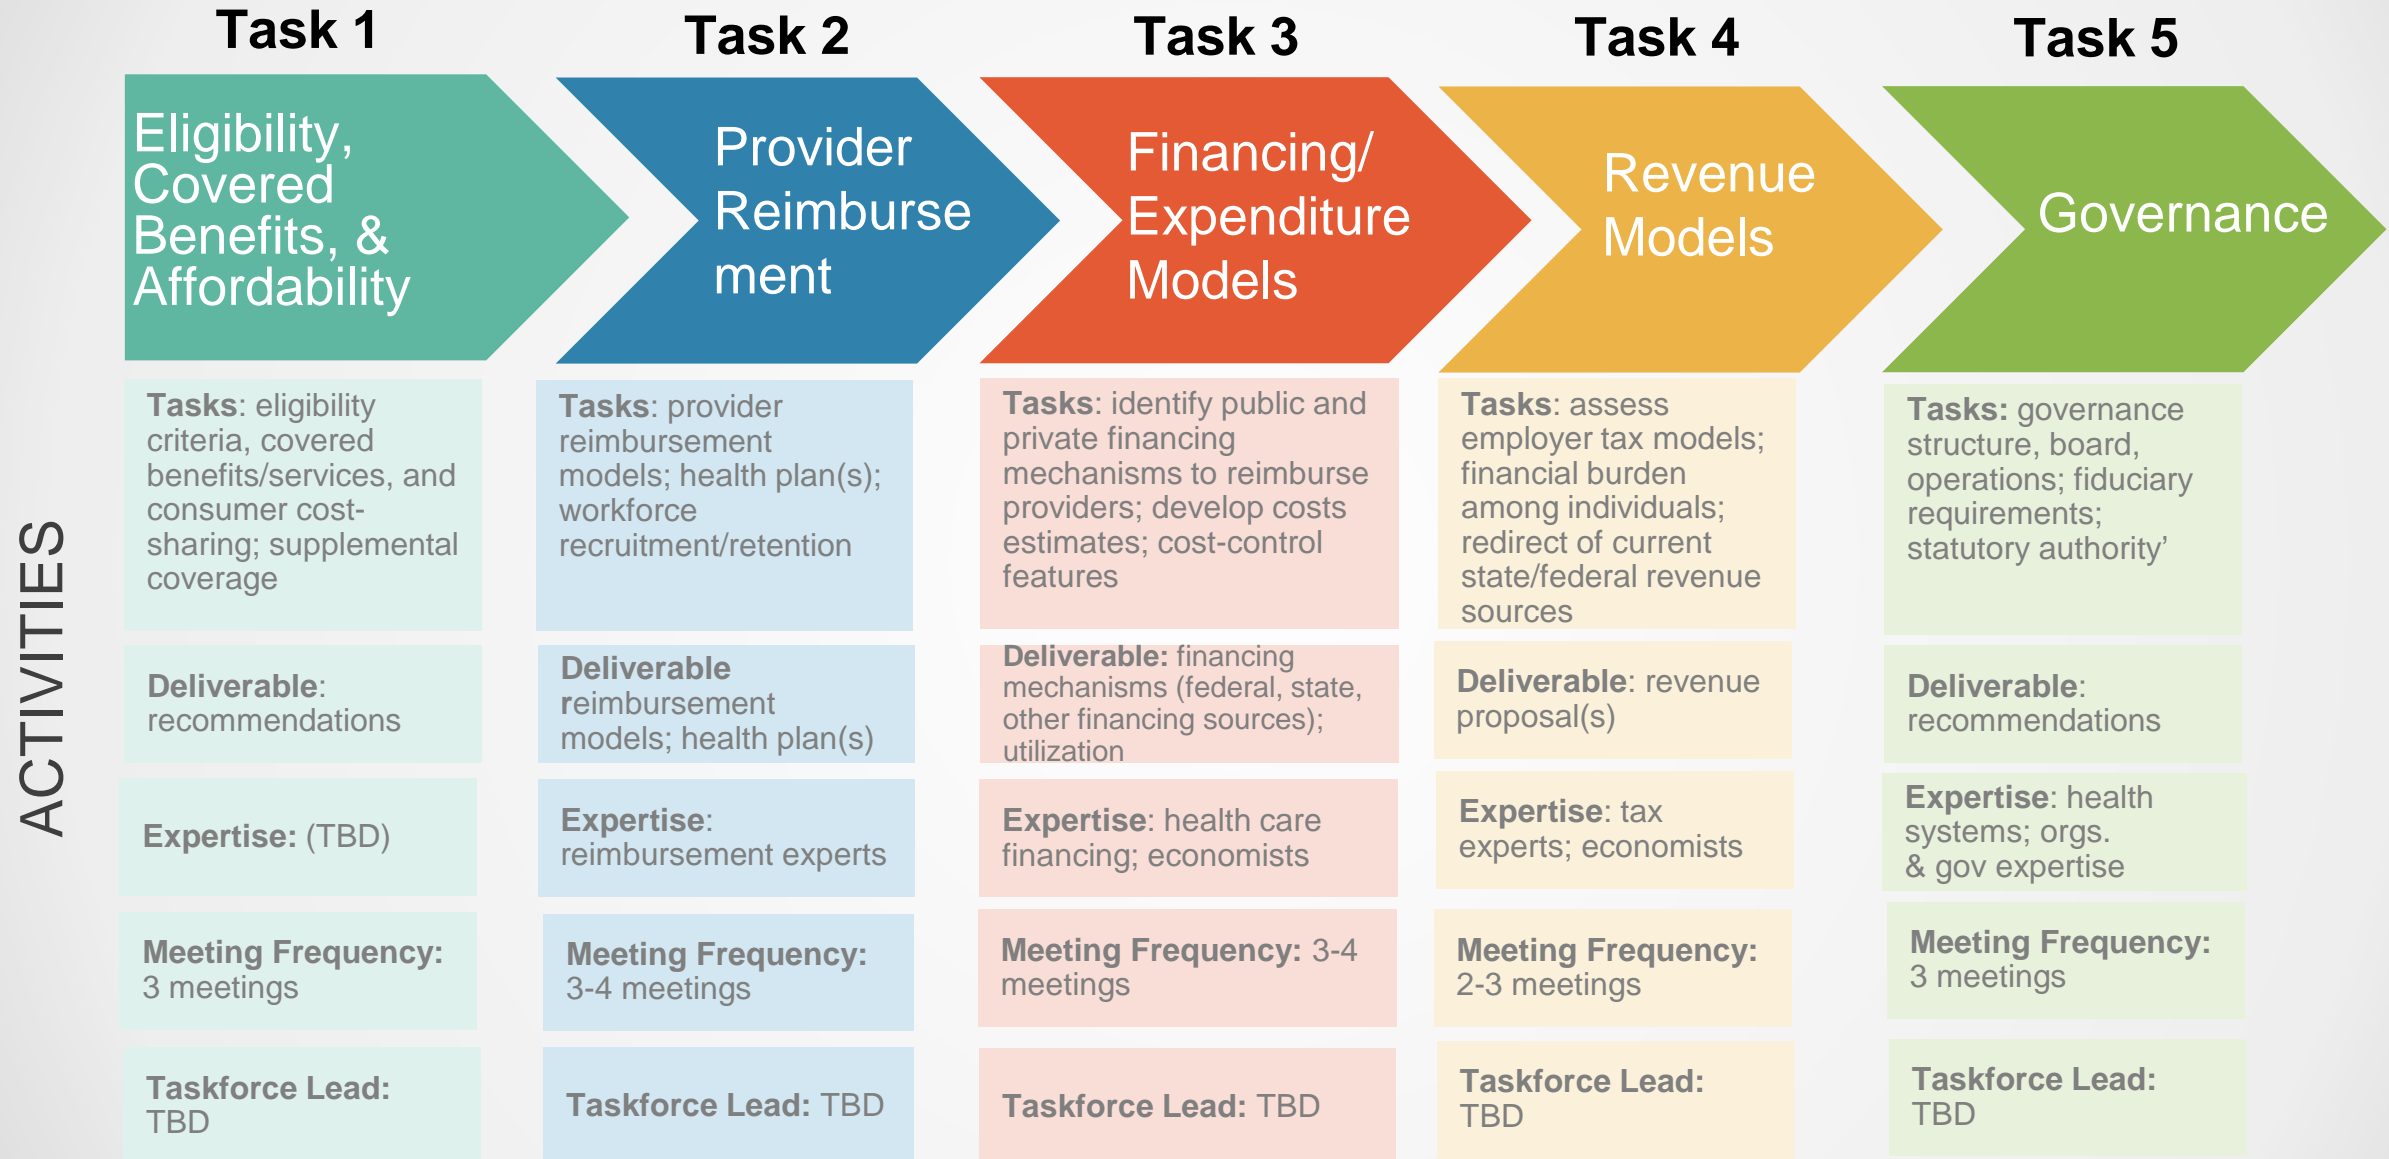 Task 1
Task 2
Task 3
Task 4
Task 5
Eligibility,
Covered
Benefits, &
Affordability
Provider
Reimburse
ment
Financing/
Expenditure
Models
Revenue
Models
Governance
ACTIVITIES
Tasks: eligibility
criteria, covered
benefits/services, and
consumer cost-
sharing; supplemental
coverage
Tasks: provider
reimbursement
models; health plan(s);
workforce
recruitment/retention
Tasks: identify public and
private financing
mechanisms to reimburse
providers; develop costs
estimates; cost-control
features
Tasks: assess
employer tax models;
financial burden
among individuals;
redirect of current
state/federal revenue
sources
Tasks: governance
structure, board,
operations; fiduciary
requirements;
statutory authority’
Deliverable:
recommendations
Deliverable
reimbursement
models; health plan(s)
Deliverable: financing
mechanisms (federal, state,
other financing sources);
utilization
Deliverable: revenue
proposal(s)
Deliverable:
recommendations
Expertise: (TBD)
Expertise:
reimbursement experts
Expertise: health care
financing; economists
Expertise: tax
experts; economists
Expertise: health
systems; orgs.
& gov expertise
Meeting Frequency:
3 meetings
Meeting Frequency:
3-4 meetings
Meeting Frequency: 3-4
meetings
Meeting Frequency:
2-3 meetings
Meeting Frequency:
3 meetings
Taskforce Lead:
TBD
Taskforce Lead: TBD
Taskforce Lead: TBD
Taskforce Lead:
TBD
Taskforce Lead:
TBD